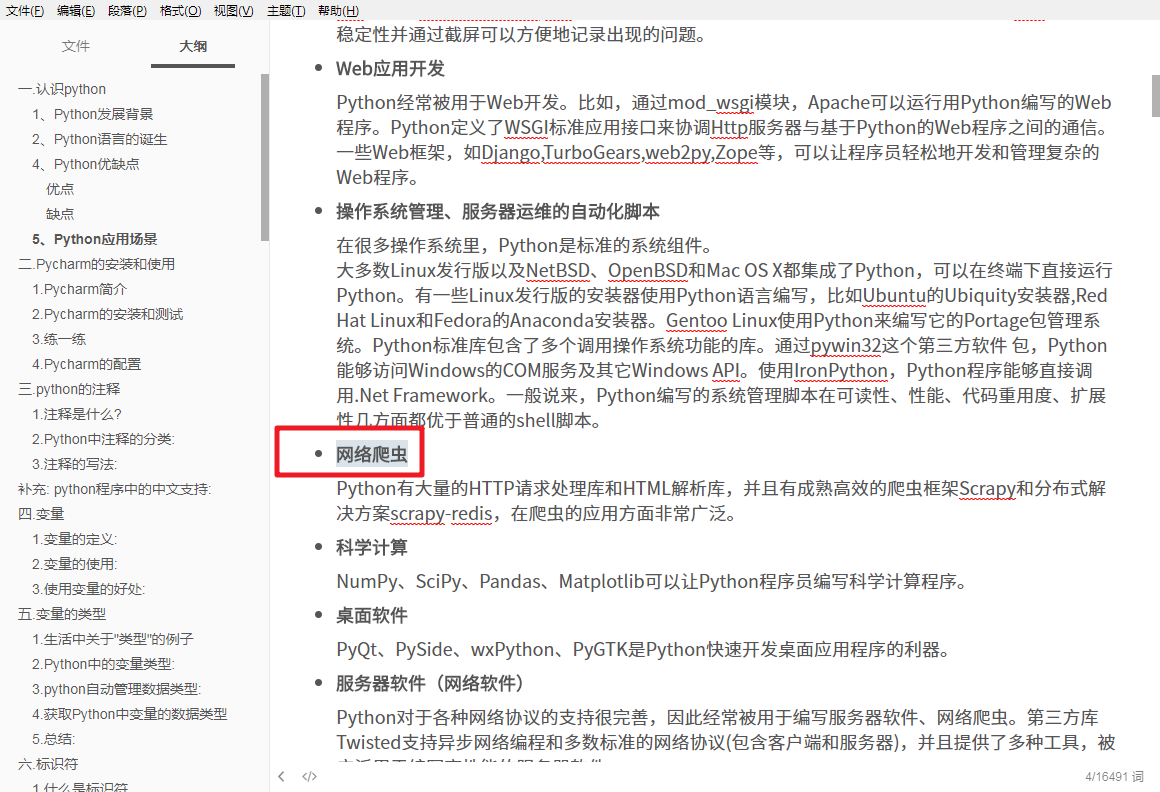 文件(F) 编辑(E) 段落(P) 格式(O) 视图(V) 主题(T) 帮助(H)
文件 大纲
一.认识python
1、Python发展背景
2、Python语言的诞生
4、Python优缺点
优点
缺点
5、Python应用场景
二.Pycharm的安装和使用
1.Pycharm简介
2.Pycharm的安装和测试
3.练一练
4.Pycharm的配置
三.python的注释
1.注释是什么?
2.Python中注释的分类:
3.注释的写法:
补充: python程序中的中文支持:
四.变量
1.变量的定义:
2.变量的使用:
3.使用变量的好处:
五.变量的类型
1.生活中关于"类型"的例子
2.Python中的变量类型:
3.python自动管理数据类型:
4.获取Python中变量的数据类型
5.总结:
六.标识符
1.什么是标识符
稳定性并通过截屏可以方便地记录出现的问题。
Web应用开发
Python经常被用于Web开发。比如，通过mod_wsgi模块，Apache可以运行用Python编写的Web
程序。Python定义了WSGI标准应用接口来协调Http服务器与基于Python的Web程序之间的通信。
一些Web框架，如Django,TurboGears,web2py,Zope等，可以让程序员轻松地开发和管理复杂的
Web程序。
操作系统管理、服务器运维的自动化脚本
在很多操作系统里，Python是标准的系统组件。
大多数Linux发行版以及NetBSD、OpenBSD和Mac OS X都集成了Python，可以在终端下直接运行
Python。有一些Linux发行版的安装器使用Python语言编写，比如Ubuntu的Ubiquity安装器,Red
Hat Linux和Fedora的Anaconda安装器。Gentoo Linux使用Python来编写它的Portage包管理系
统。Python标准库包含了多个调用操作系统功能的库。通过pywin32这个第三方软件 包，Python
能够访问Windows的COM服务及其它Windows API。使用IronPython，Python程序能够直接调
用.Net Framework。一般说来，Python编写的系统管理脚本在可读性、性能、代码重用度、扩展
性几方面都优于普通的shell脚本。
网络爬虫
Python有大量的HTTP请求处理库和HTML解析库，并且有成熟高效的爬虫框架Scrapy和分布式解
决方案scrapy-redis，在爬虫的应用方面非常广泛。
科学计算
NumPy、SciPy、Pandas、Matplotlib可以让Python程序员编写科学计算程序。
桌面软件
PyQt、PySide、wxPython、PyGTK是Python快速开发桌面应用程序的利器。
服务器软件（网络软件）
Python对于各种网络协议的支持很完善，因此经常被用于编写服务器软件、网络爬虫。第三方库
Twisted支持异步网络编程和多数标准的网络协议(包含客户端和服务器)，并且提供了多种工具，被
4/16491 词